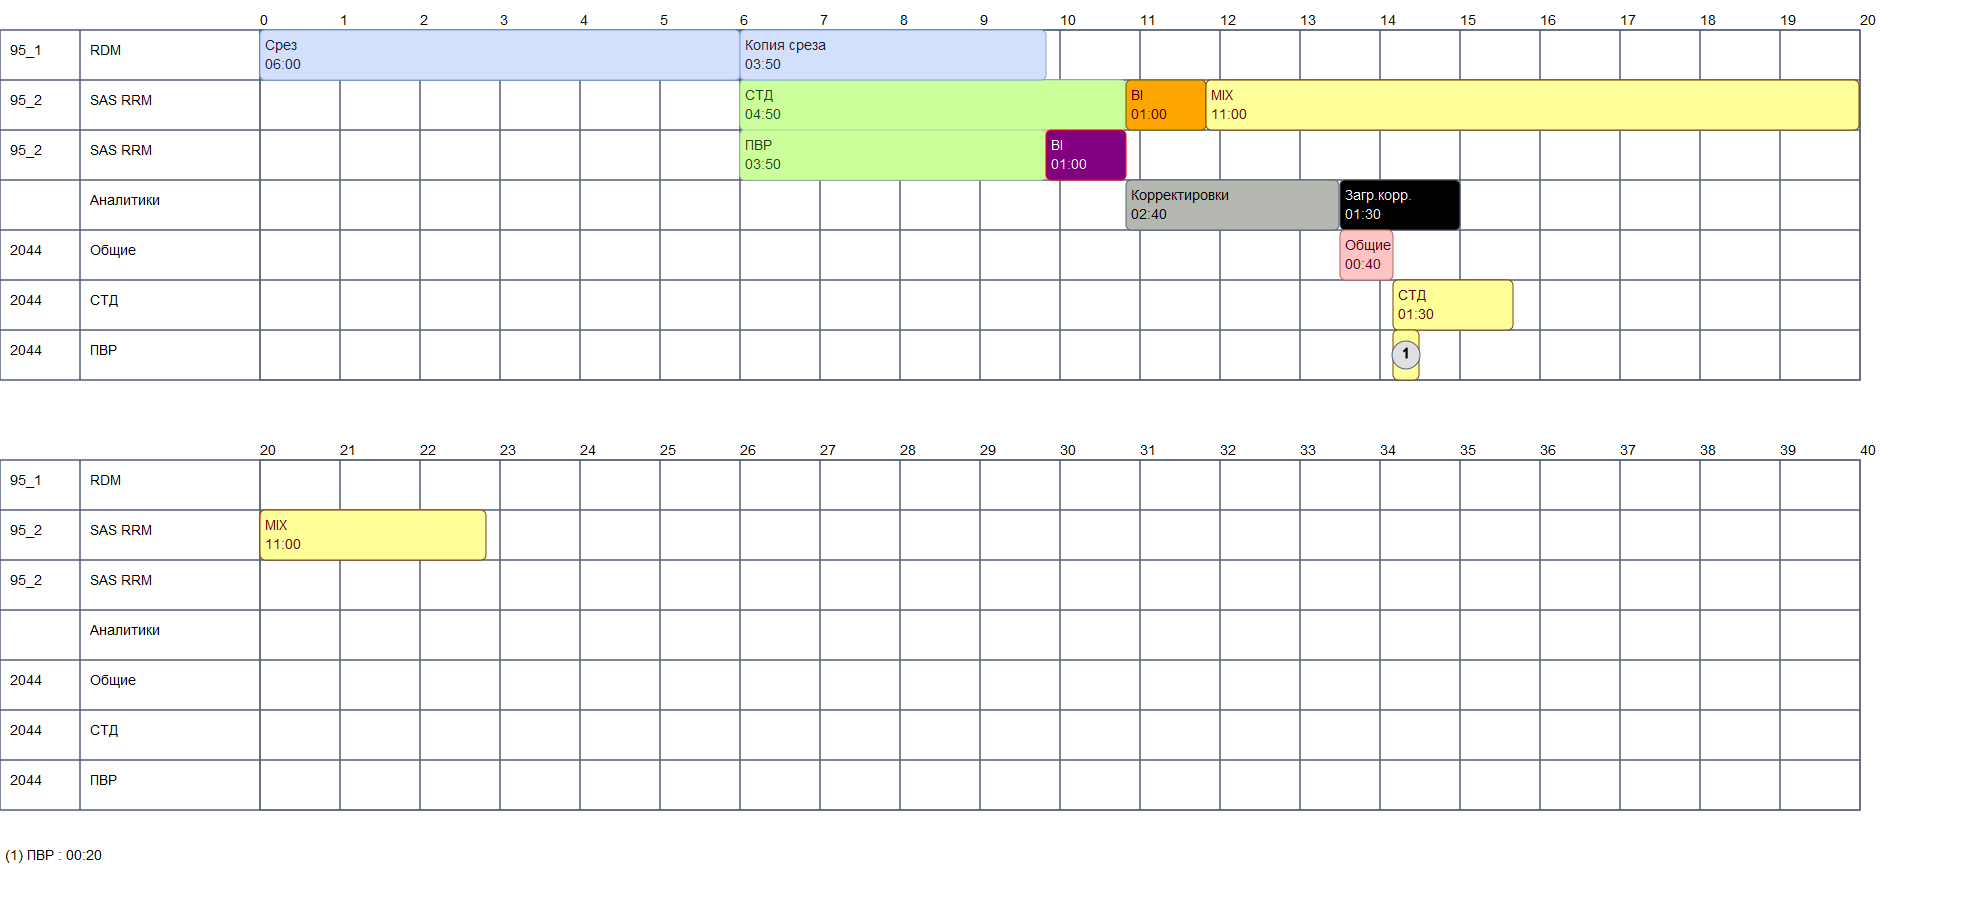 0 1 2 3 4 5 6 7 8 9 10 11 12 13 14 15 16 17 18 19 20
95_1 RDM Срез Копия среза
06:00 03:50
95_2 SAS RRM СТД BI MIX
04:50 01:00 11:00
95_2 SAS RRM ПВР BI
03:50 01:00
Аналитики Корректировки Загр.корр.
02:40 01:30
2044 Общие Общие
00:40
2044 СТД СТД
01:30
2044 ПВР 1
20 21 22 23 24 25 26 27 28 29 30 31 32 33 34 35 36 37 38 39 40
95_1 RDM
95_2 SAS RRM MIX
11:00
95_2 SAS RRM
Аналитики
2044 Общие
2044 СТД
2044 ПВР
(1) ПВР : 00:20